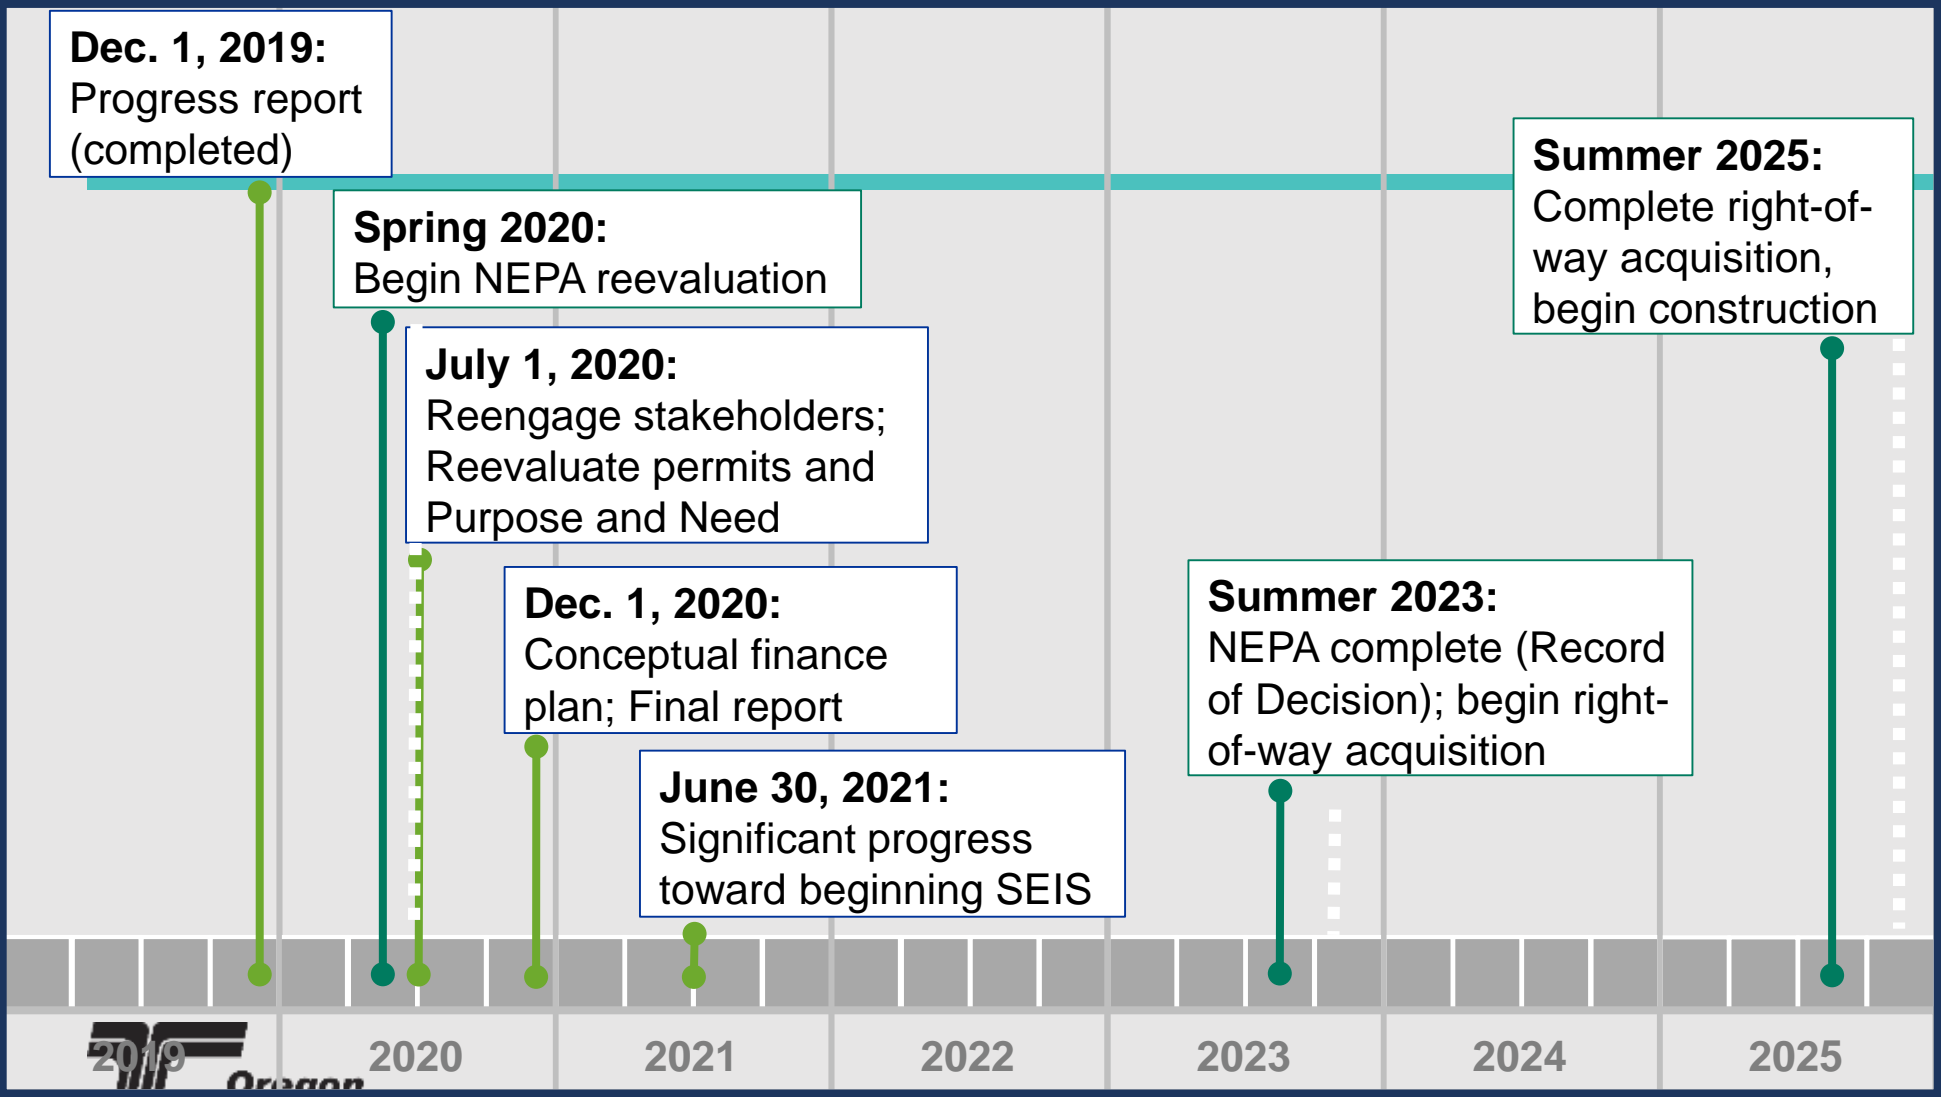 Dec. 1, 2019:
Progress report
(completed)
Spring 2020:
Begin NEPA reevaluation
July 1, 2020:
Reengage stakeholders;
Reevaluate permits and
Purpose and Need
Dec. 1, 2020:
Conceptual finance
plan; Final report
June 30, 2021:
Significant progress
toward beginning SEIS
Summer 2023:
NEPA complete (Record
of Decision); begin right-
of-way acquisition
Summer 2025:
Complete right-of-
way acquisition,
begin construction
2019
2020
2021
2022
2023
2024
2025
Oregon